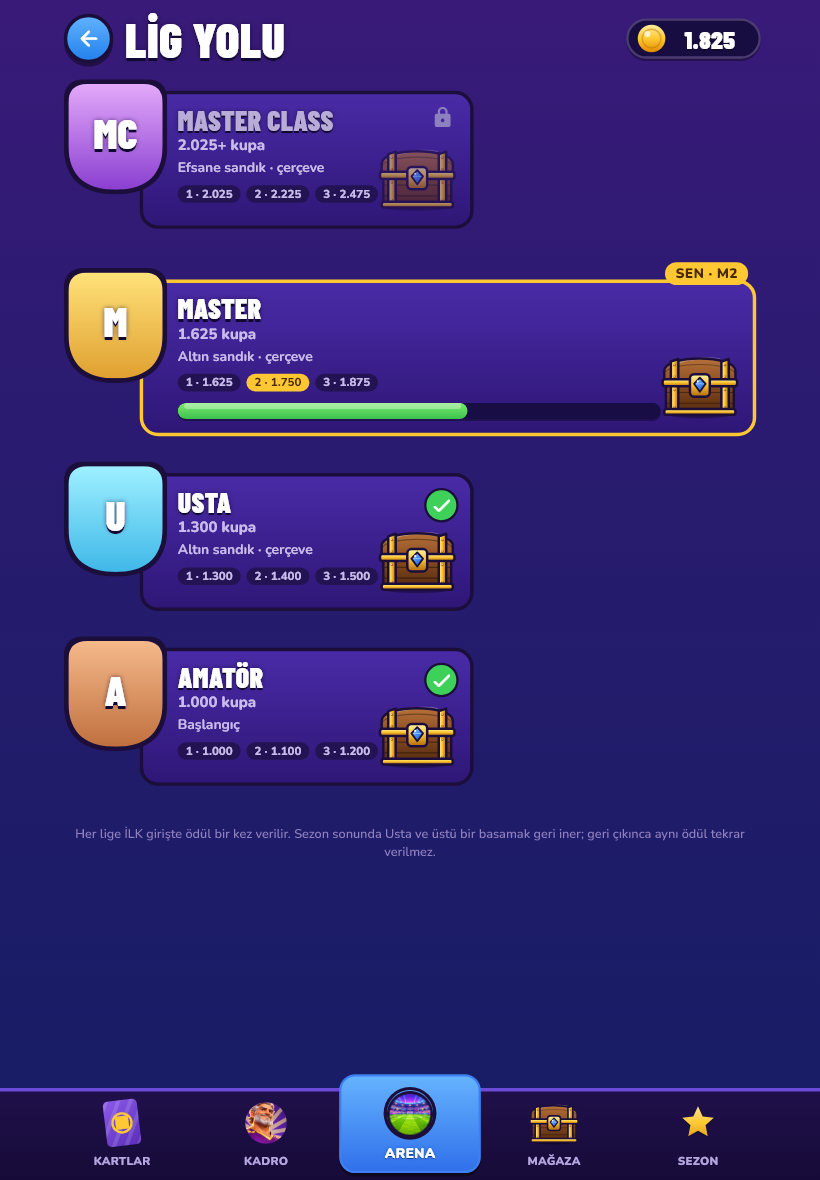 LİG YOLU
1.825
MC
MASTER CLASS
2.025+ kupa
Efsane sandık · çerçeve
1 · 2.025 2 · 2.225 3 · 2.475
SEN · M2
M
MASTER
1.625 kupa
Altın sandık · çerçeve
1 · 1.625 2 · 1.750 3 · 1.875
U
USTA
1.300 kupa
Altın sandık · çerçeve
1 · 1.300 2 · 1.400 3 · 1.500
A
AMATÖR
1.000 kupa
Başlangıç
1 · 1.000 2 · 1.100 3 · 1.200
Her lige İLK girişte ödül bir kez verilir. Sezon sonunda Usta ve üstü bir basamak geri iner; geri çıkınca aynı ödül tekrar
verilmez.
KARTLAR
KADRO
ARENA
MAĞAZA
SEZON